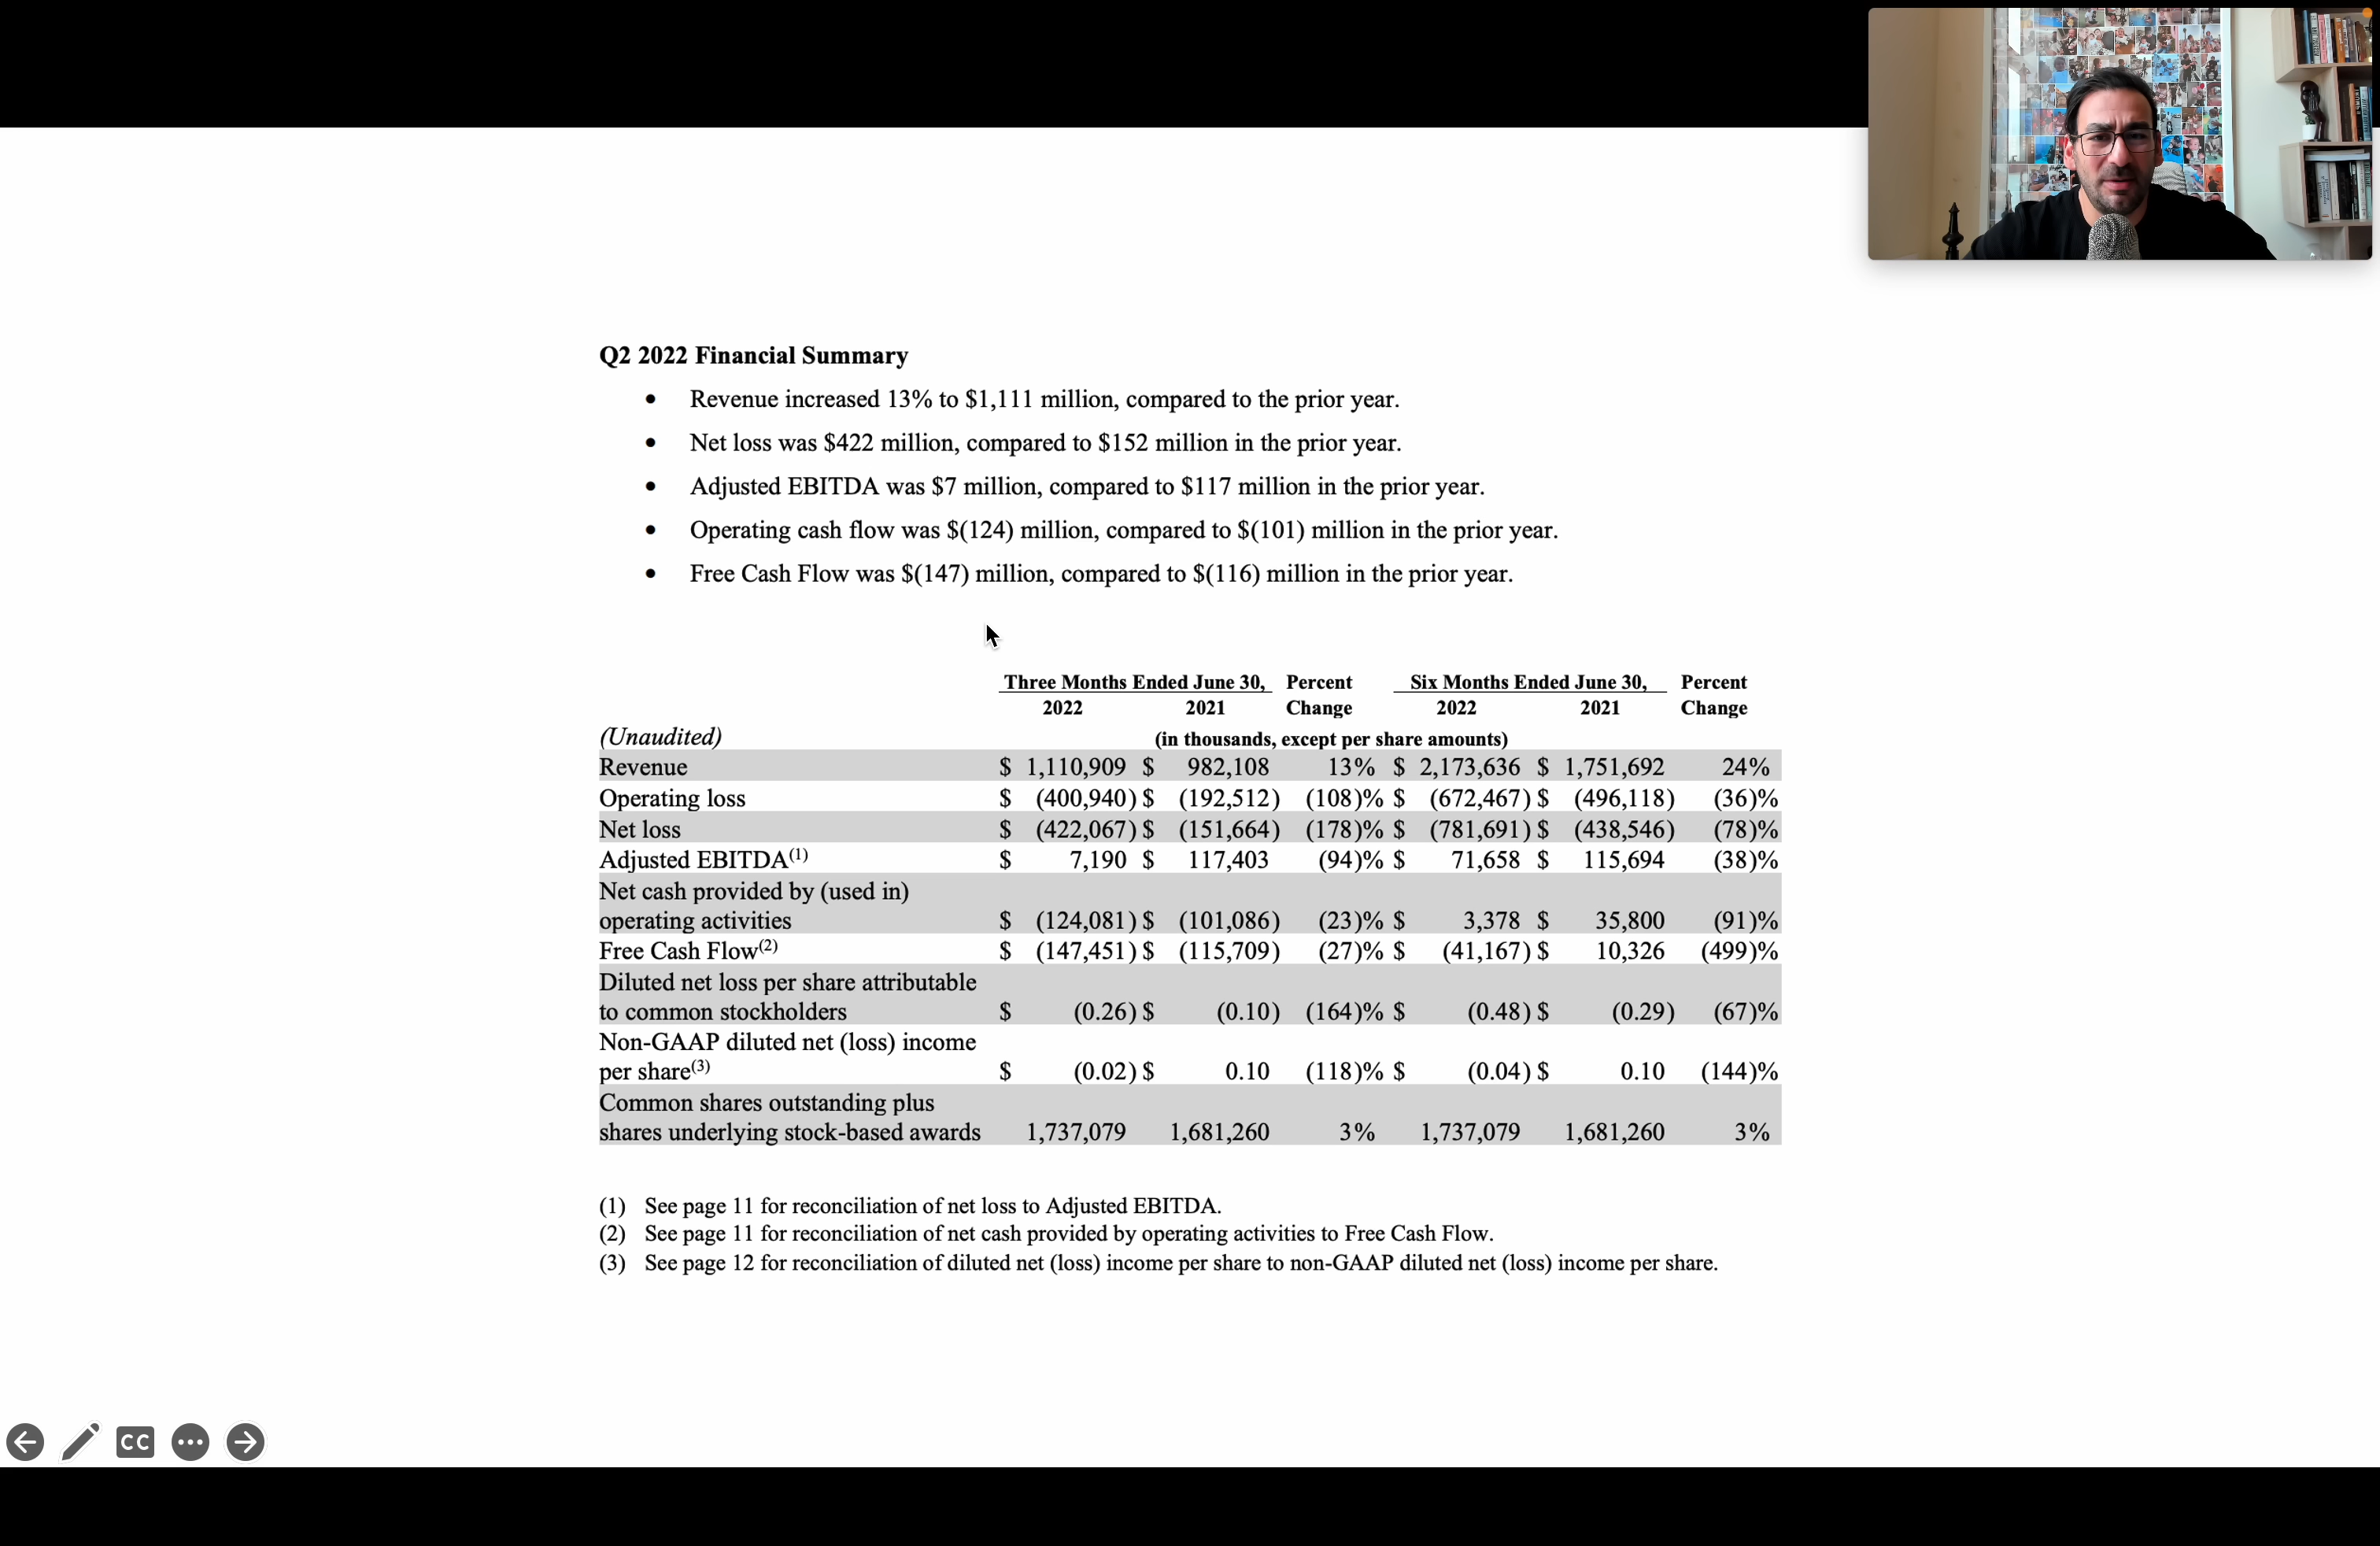 Q2 2022 Financial Summary
• Revenue increased 13% to $1,111 million, compared to the prior year.
• Net loss was $422 million, compared to $152 million in the prior year.
• Adjusted EBITDA was $7 million, compared to $117 million in the prior year.
• Operating cash flow was $(124) million, compared to $(101) million in the prior year.
• Free Cash Flow was $(147) million, compared to $(116) million in the prior year.
Three Months Ended June 30, Percent Six Months Ended June 30, Percent
2022 2021 Change 2022 2021 Change
(Unaudited) (in thousands, except per share amounts)
Revenue $ 1,110,909 $ 982,108 13% $ 2,173,636 $ 1,751,692 24%
Operating loss $ (400,940) $ (192,512) (108)% $ (672,467) $ (496,118) (36)%
Net loss $ (422,067) $ (151,664) (178)% $ (781,691) $ (438,546) (78)%
Adjusted EBITDA(1) $ 7,190 $ 117,403 (94)% $ 71,658 $ 115,694 (38)%
Net cash provided by (used in)
operating activities $ (124,081) $ (101,086) (23)% $ 3,378 $ 35,800 (91)%
Free Cash Flow(2) $ (147,451) $ (115,709) (27)% $ (41,167) $ 10,326 (499)%
Diluted net loss per share attributable
to common stockholders $ (0.26) $ (0.10) (164)% $ (0.48) $ (0.29) (67)%
Non-GAAP diluted net (loss) income
per share(3) $ (0.02) $ 0.10 (118)% $ (0.04) $ 0.10 (144)%
Common shares outstanding plus
shares underlying stock-based awards 1,737,079 1,681,260 3% 1,737,079 1,681,260 3%
(1) See page 11 for reconciliation of net loss to Adjusted EBITDA.
(2) See page 11 for reconciliation of net cash provided by operating activities to Free Cash Flow.
(3) See page 12 for reconciliation of diluted net (loss) income per share to non-GAAP diluted net (loss) income per share.
CC